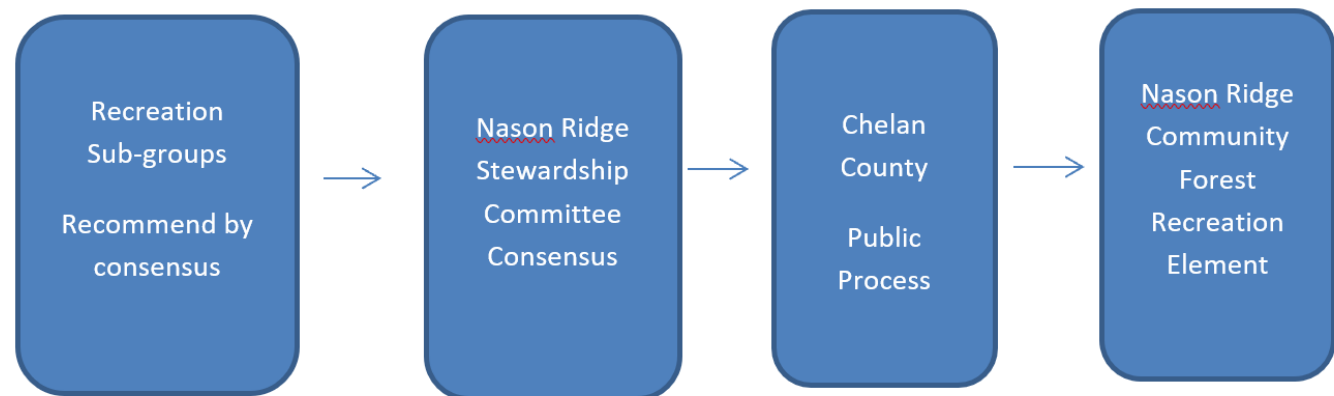 Recreation
Sub-groups
Recommend by
consensus
Nason Ridge
Stewardship
Committee
Consensus
Chelan
County
Public
Process
Nason Ridge
Community
Forest
Recreation
Element